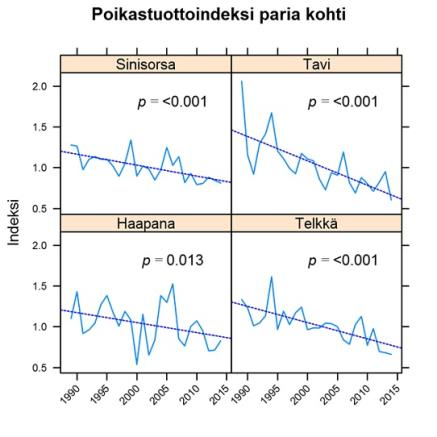 Poikastuottoindeksi paria kohti
Sinisorsa
Tavi
p = <0.001
p = <0.001
2.0
1.5
1.0
0.5
Haapana
Telkkä
p = 0.013
p = <0.001
2.0
1.5
1.0
0.5
Indeksi
1990
1995
2000
2005
2010
2015
1990
1995
2000
2005
2010
2015